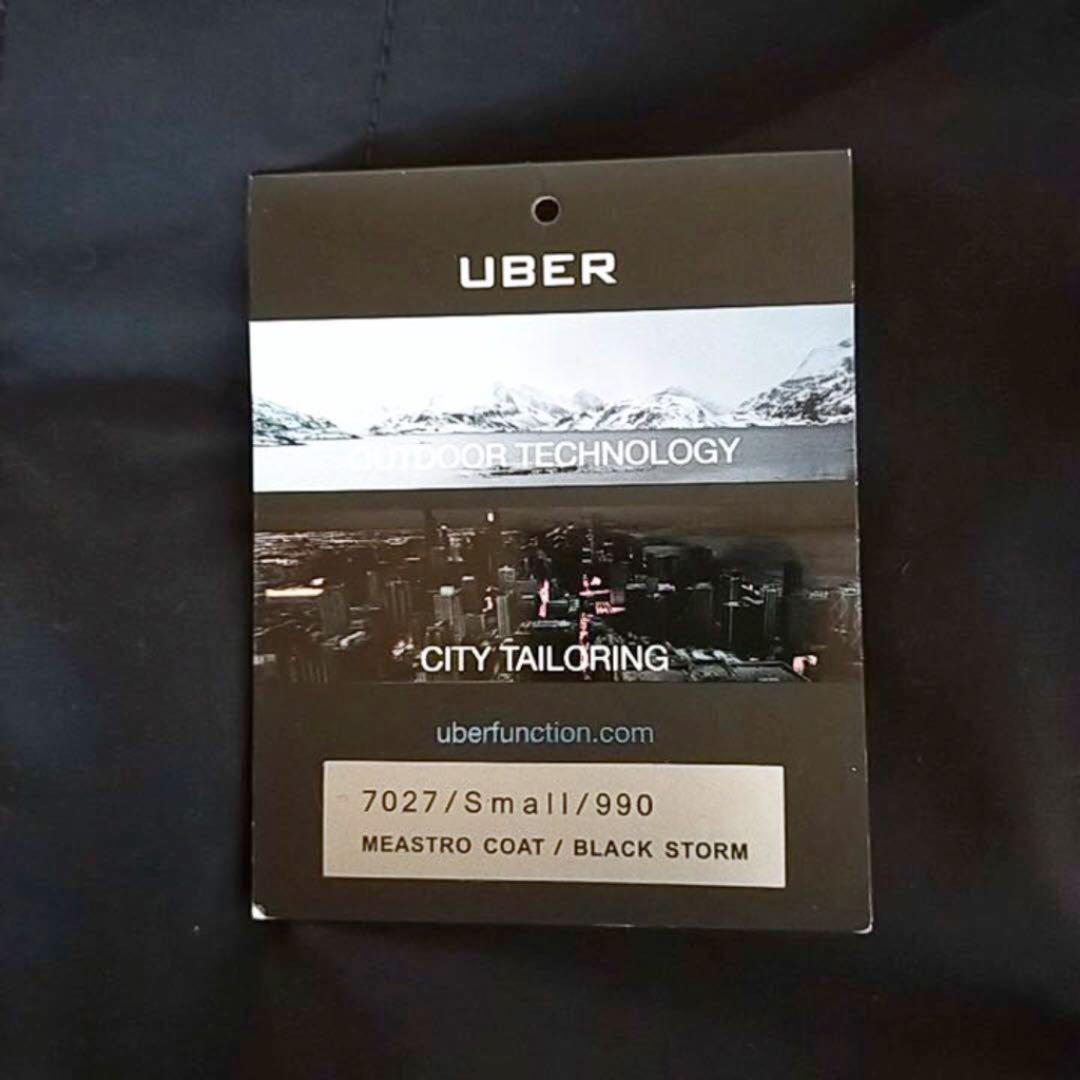 UBER
OUTDOOR TECHNOLOGY
CITY TAILORING
uberfunction.com
7027/Small/990
MEASTRO COAT / BLACK STORM